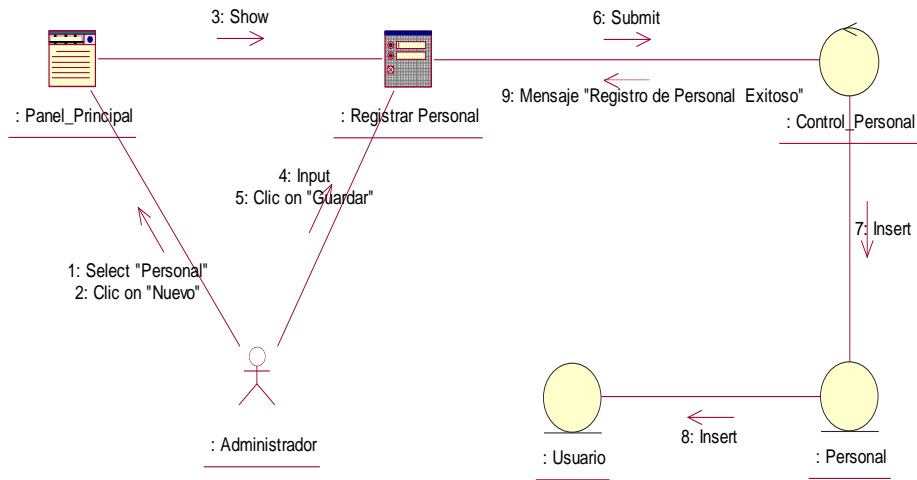 3: Show
6: Submit
9: Mensaje "Registro de Personal Exitoso"
: Panel_Principal
: Registrar Personal
: Control_Personal
4: Input
5: Clic on "Guardar"
7: Insert
1: Select "Personal"
2: Clic on "Nuevo"
8: Insert
: Administrador
: Usuario
: Personal